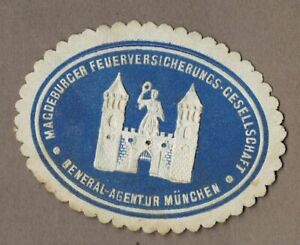 MAGDEBURGER FEUERVERSICHERUNGS-GESELLSCHAFT
GENERAL-AGENTUR MÜNCHEN